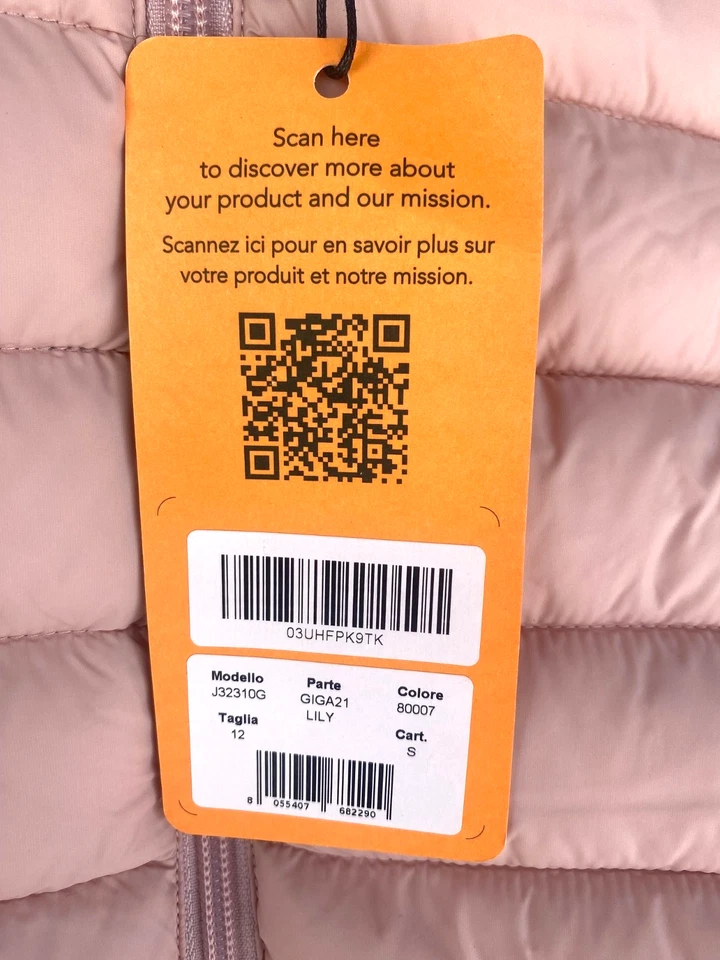 Scan here
to discover more about
your product and our mission.
Scannez ici pour en savoir plus sur
votre produit et notre mission.
03UHFPK9TK
Modello Parte Colore
J32310G GIGA21 80007
LILY
Taglia Cart.
12 S
8 055407 682290